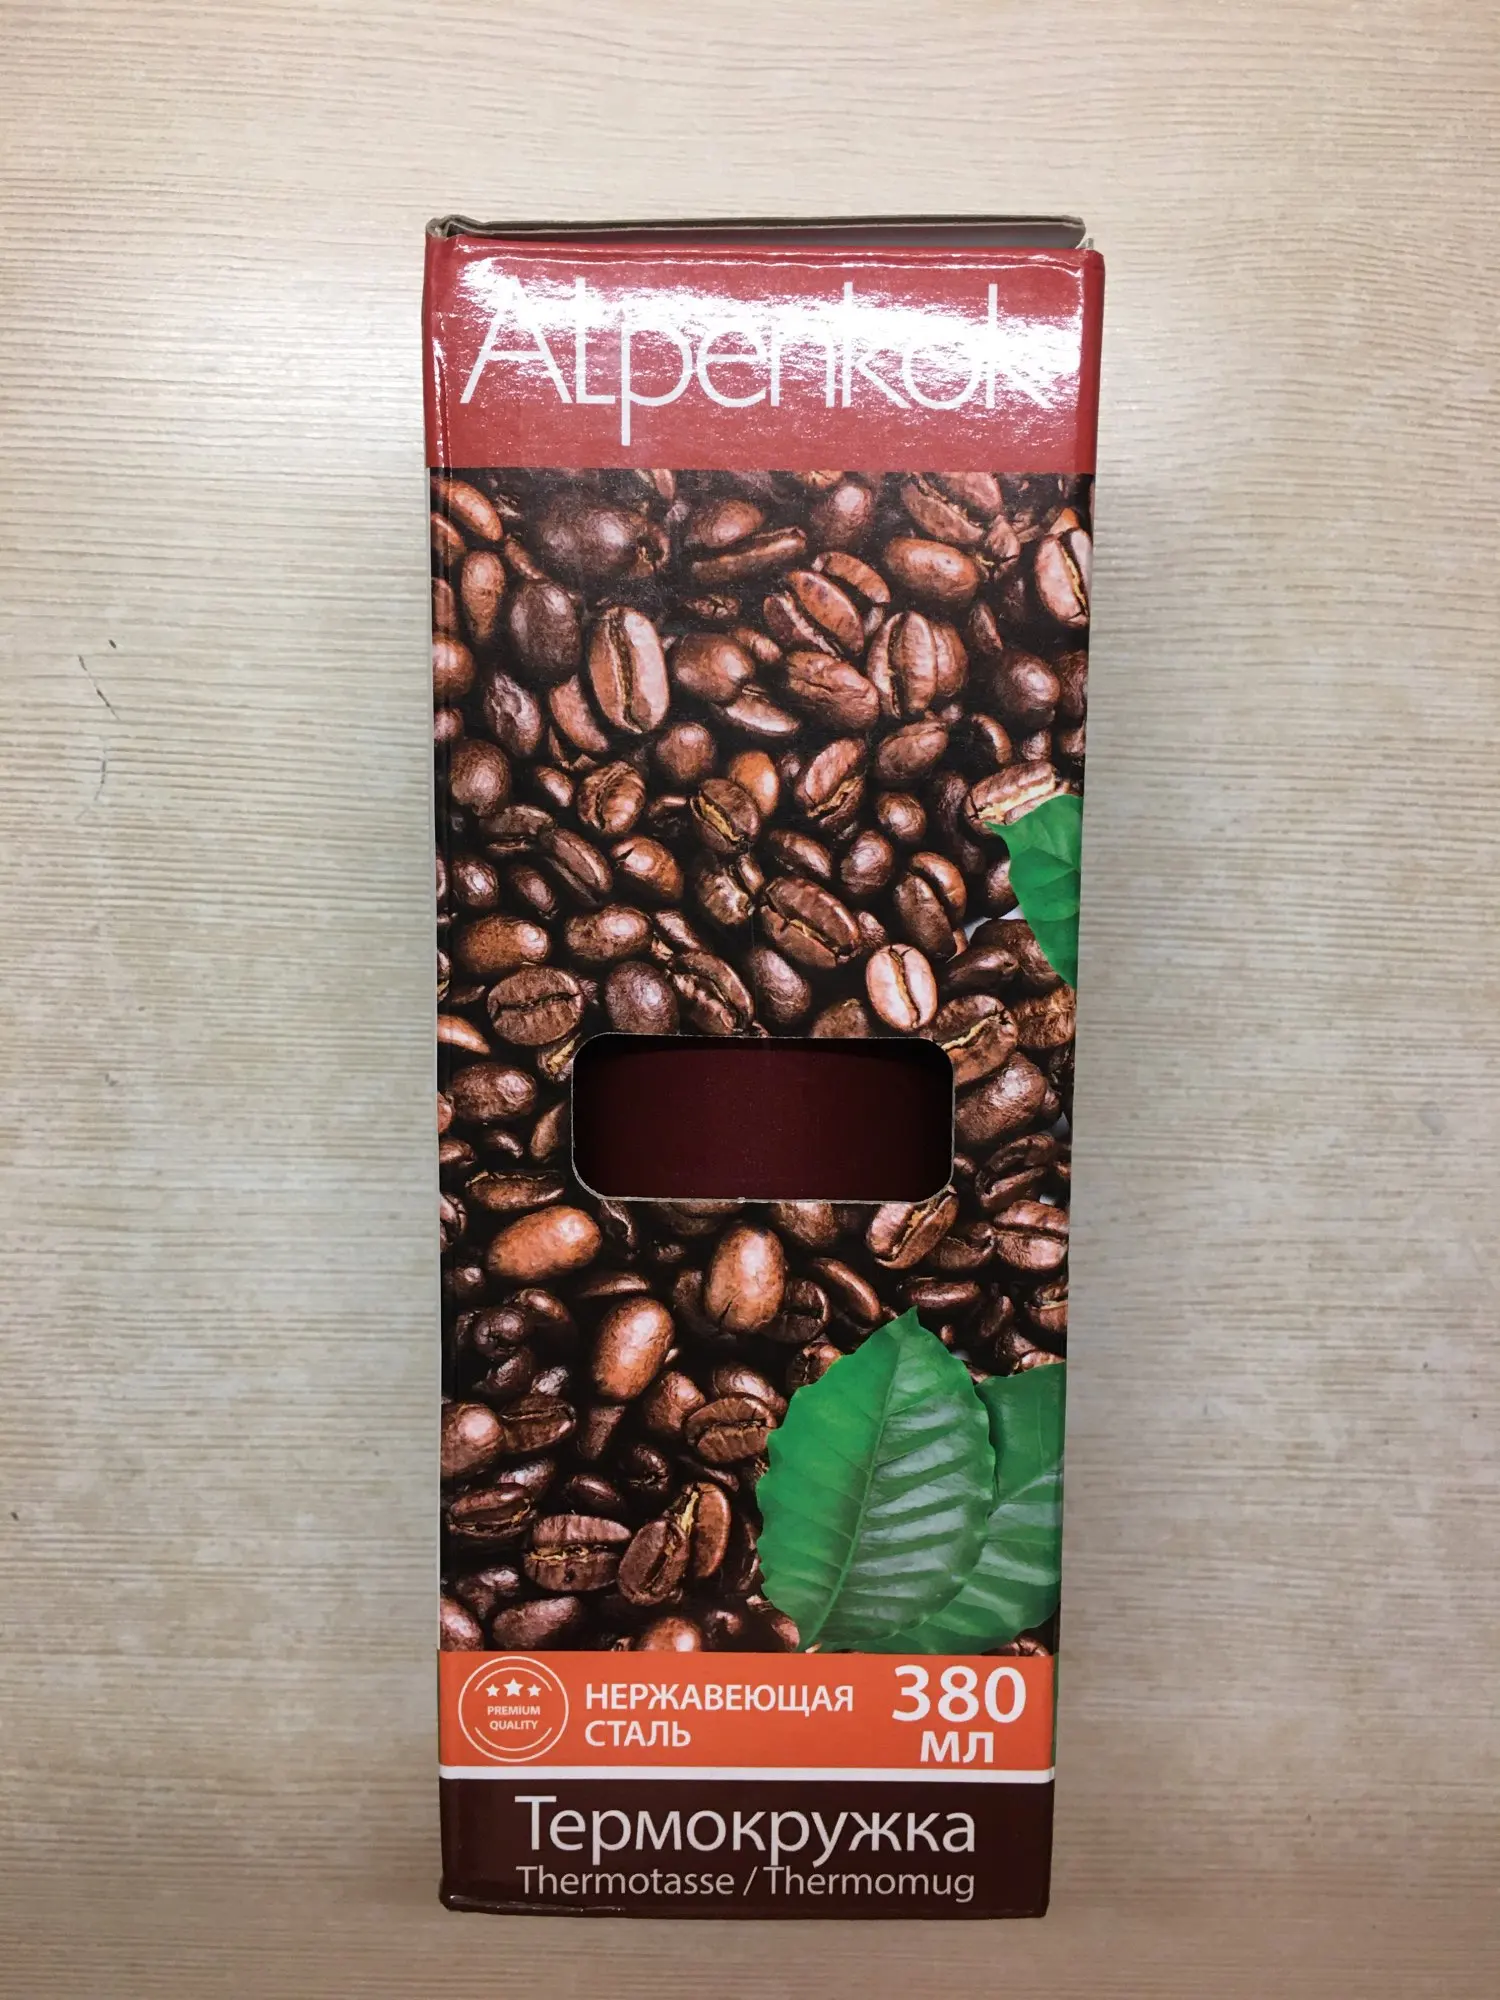 Alpenkok
PREMIUM
QUALITY
НЕРЖАВЕЮЩАЯ
СТАЛЬ
380
МЛ
Термокружка
Thermotasse / Thermomug